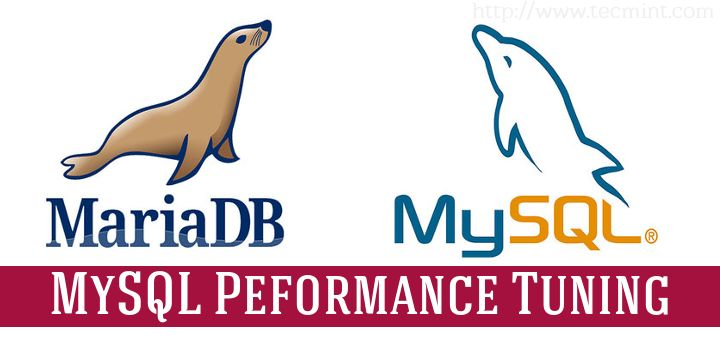 http://www.tecmint.com
MariaDB
MySQL®
MySQL Peformance Tuning